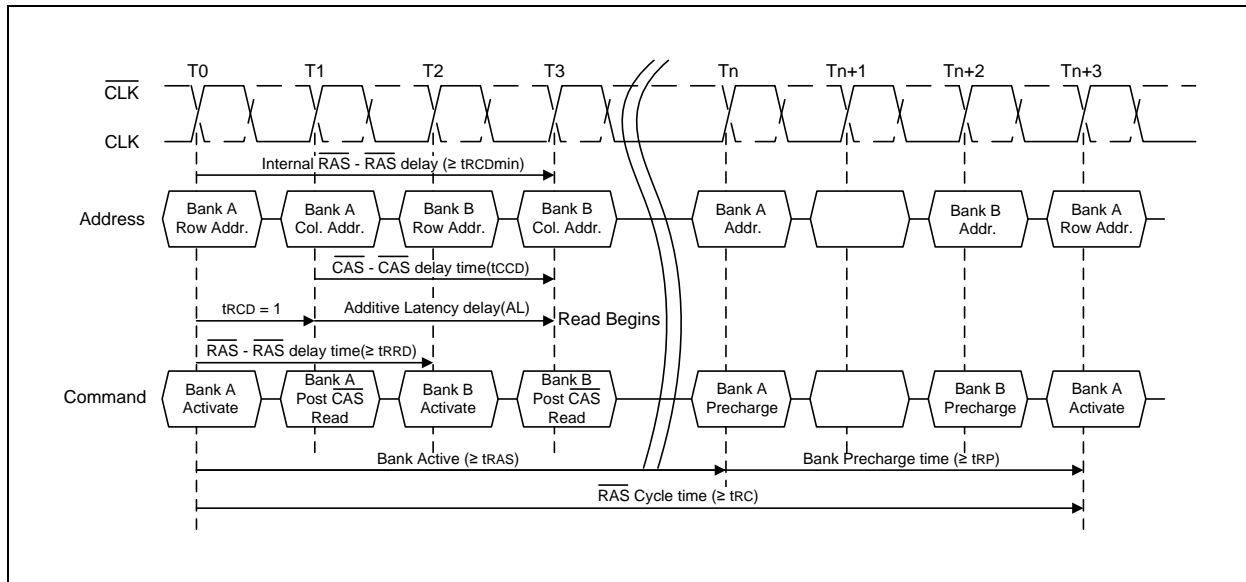 T0 T1 T2 T3 Tn Tn+1 Tn+2 Tn+3
CLK
CLK
Internal RAS - RAS delay (≥ tRCDmin)
Address
Bank A
Row Addr.
Bank A
Col. Addr.
Bank B
Row Addr.
Bank B
Col. Addr.
Bank A
Addr.
Bank B
Addr.
Bank A
Row Addr.
CAS - CAS delay time(tCCD)
tRCD = 1
Additive Latency delay(AL)
Read Begins
RAS - RAS delay time(≥ tRRD)
Command
Bank A
Activate
Bank A
Post CAS
Read
Bank B
Activate
Bank B
Post CAS
Read
Bank A
Precharge
Bank B
Precharge
Bank A
Activate
Bank Active (≥ tRAS)
Bank Precharge time (≥ tRP)
RAS Cycle time (≥ tRC)